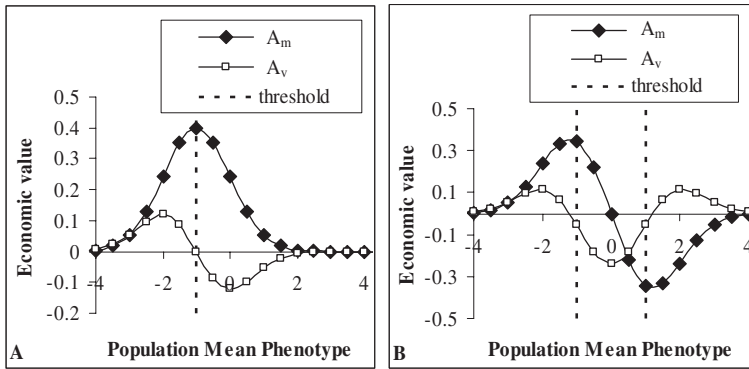 A_m
A_v
threshold
0.5
0.4
0.3
0.2
0.1
0
-0.1
-0.2
Economic value
-4 -2 0 2 4
Population Mean Phenotype
A
A_m
A_v
threshold
0.5
0.3
0.1
-0.1
-0.3
-0.5
Economic value
-4 -2 0 2 4
Population Mean Phenotype
B